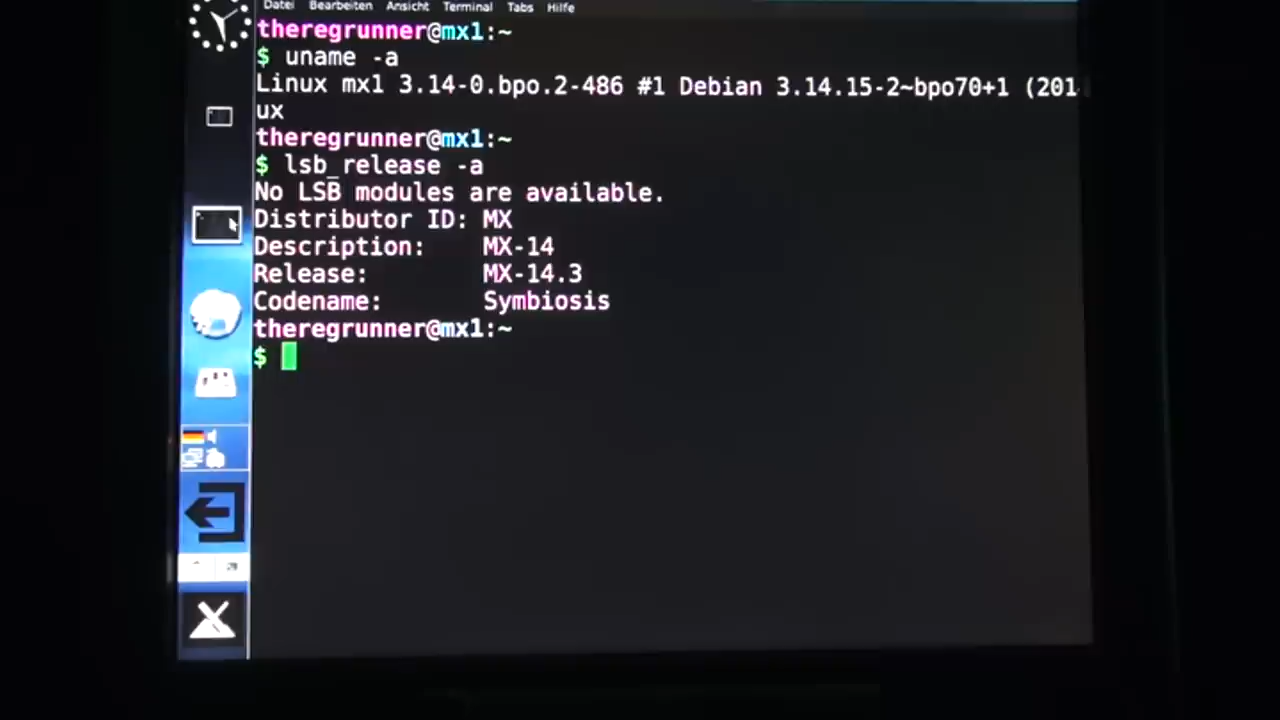 Datei Bearbeiten Ansicht Terminal Tabs Hilfe
theregrunner@mx1:~
$ uname -a
Linux mx1 3.14-0.bpo.2-486 #1 Debian 3.14.15-2~bpo70+1 (201
ux
theregrunner@mx1:~
$ lsb_release -a
No LSB modules are available.
Distributor ID: MX
Description: MX-14
Release: MX-14.3
Codename: Symbiosis
theregrunner@mx1:~
$